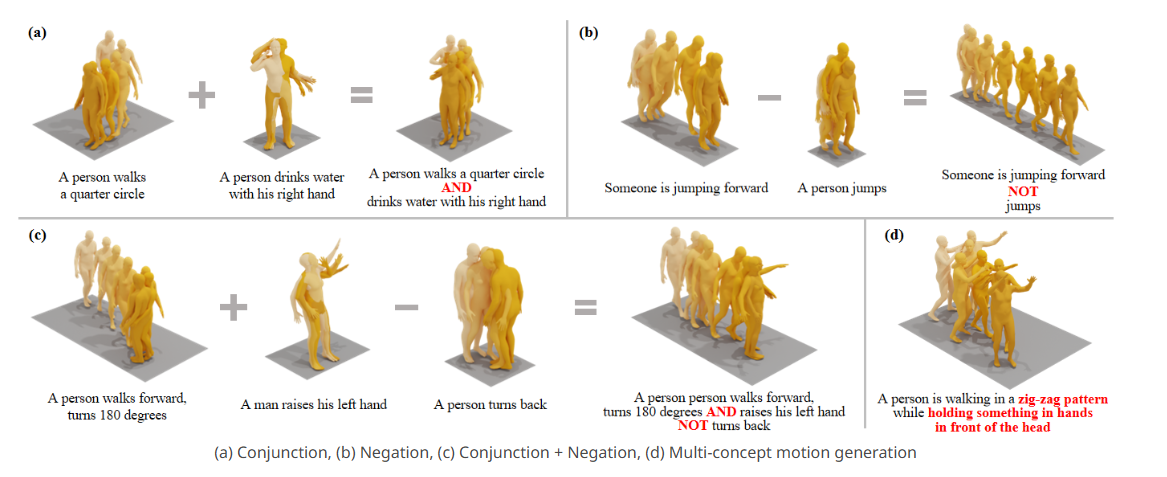 (a)
A person walks
a quarter circle
+
A person drinks water
with his right hand
=
A person walks a quarter circle
AND
drinks water with his right hand
(b)
Someone is jumping forward
−
A person jumps
=
Someone is jumping forward
NOT
jumps
(c)
A person walks forward,
turns 180 degrees
+
A man raises his left hand
−
A person turns back
=
A person person walks forward,
turns 180 degrees AND raises his left hand
NOT turns back
(d)
A person is walking in a zig-zag pattern
while holding something in hands
in front of the head
(a) Conjunction, (b) Negation, (c) Conjunction + Negation, (d) Multi-concept motion generation